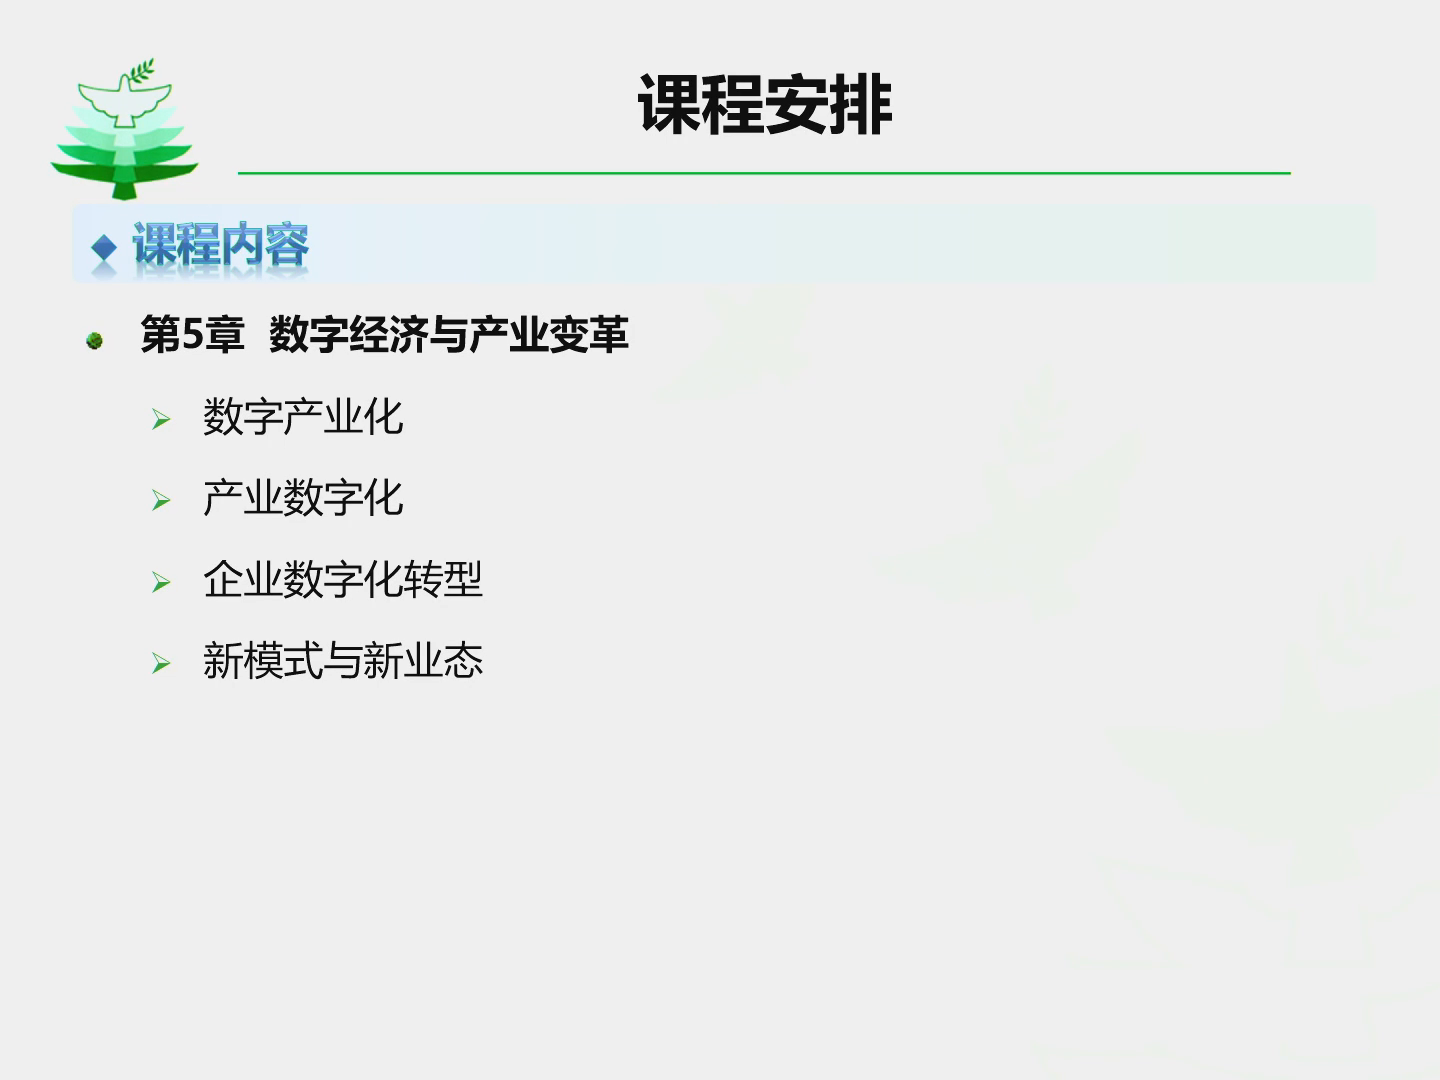 课程安排
课程内容
第5章 数字经济与产业变革
数字产业化
产业数字化
企业数字化转型
新模式与新业态